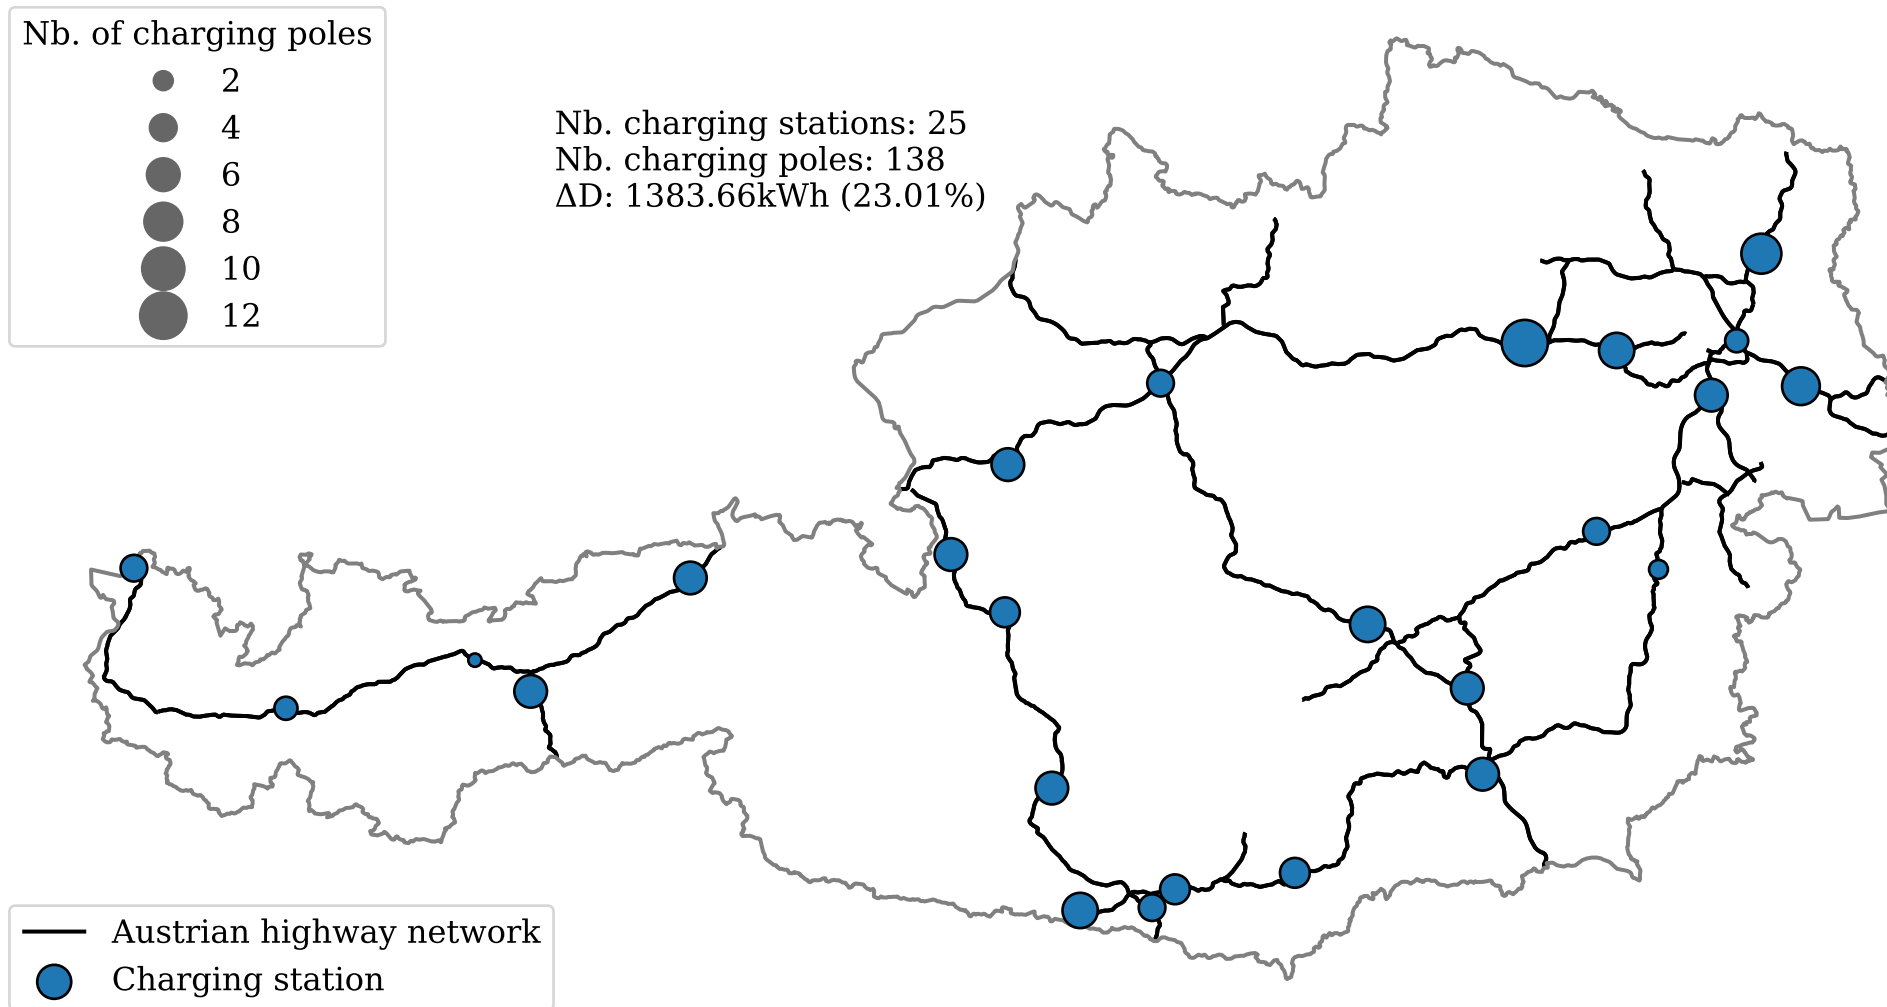 Nb. of charging poles
2
4
6
8
10
12
Nb. charging stations: 25
Nb. charging poles: 138
ΔD: 1383.66kWh (23.01%)
Austrian highway network
Charging station